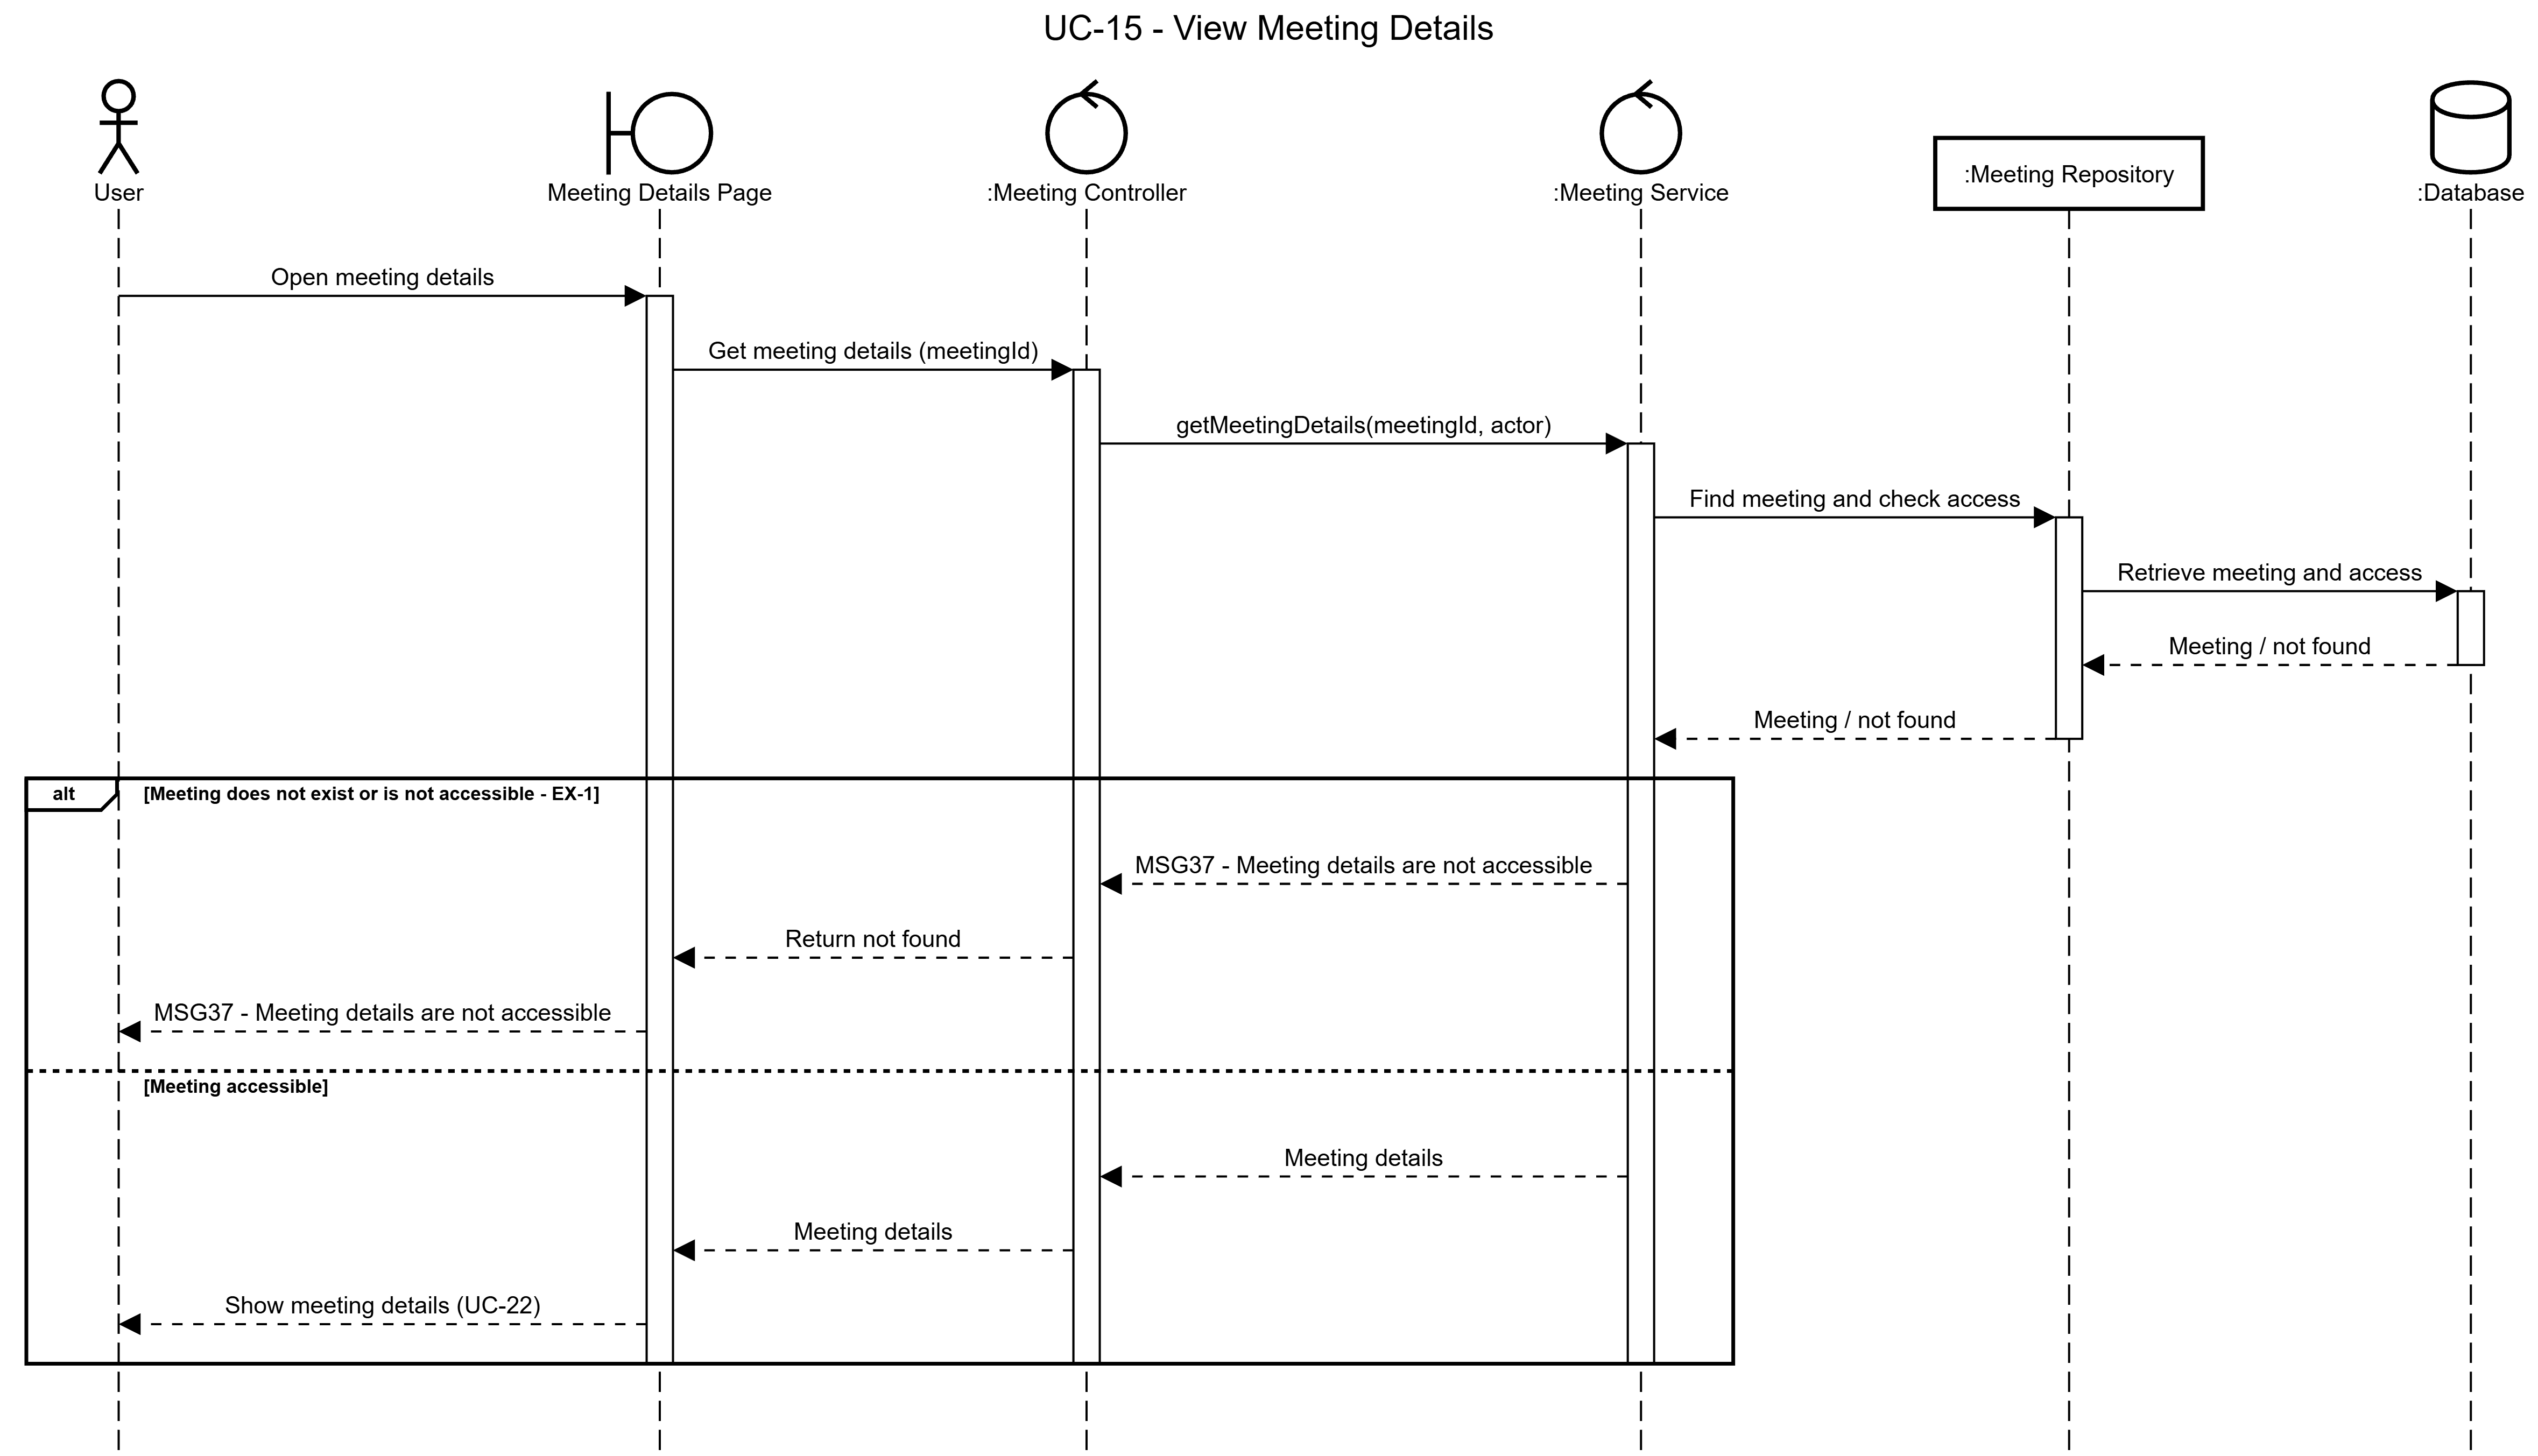 UC-15 - View Meeting Details
User
Meeting Details Page
:Meeting Controller
:Meeting Service
:Meeting Repository
:Database
Open meeting details
Get meeting details (meetingId)
getMeetingDetails(meetingId, actor)
Find meeting and check access
Retrieve meeting and access
Meeting / not found
Meeting / not found
alt
[Meeting does not exist or is not accessible - EX-1]
MSG37 - Meeting details are not accessible
Return not found
MSG37 - Meeting details are not accessible
[Meeting accessible]
Meeting details
Meeting details
Show meeting details (UC-22)